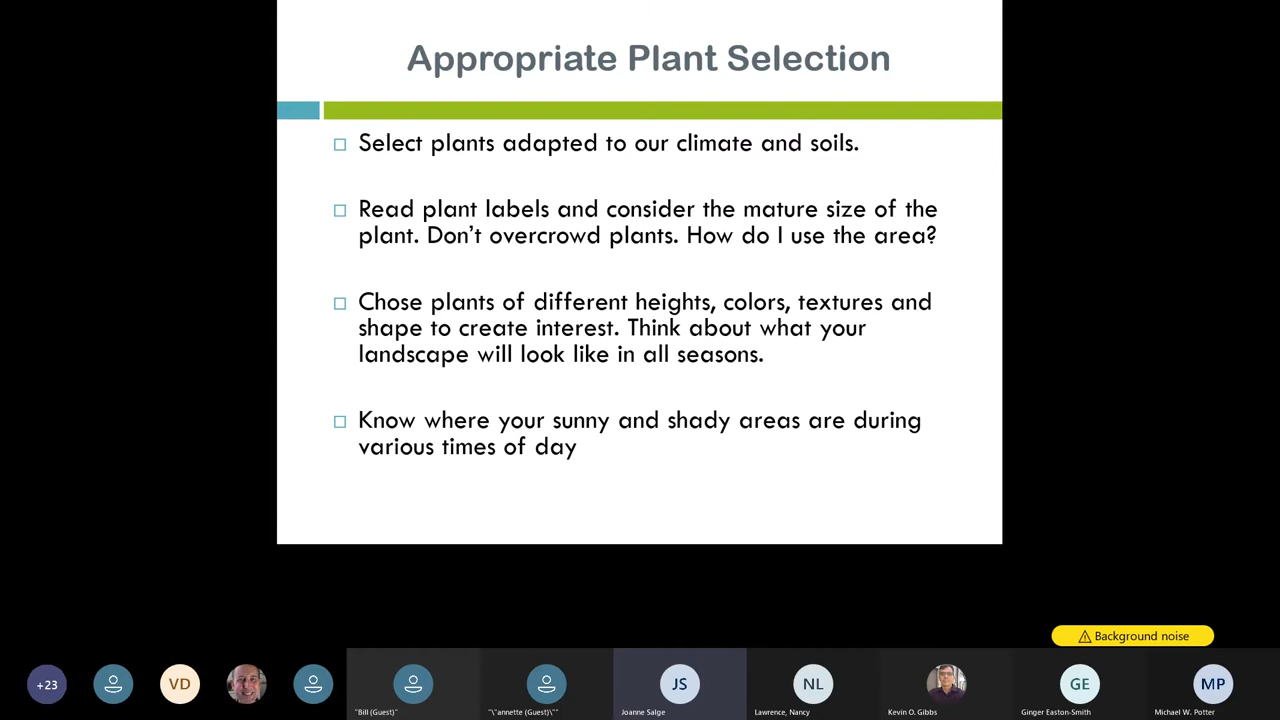 Appropriate Plant Selection
Select plants adapted to our climate and soils.
Read plant labels and consider the mature size of the
plant. Don't overcrowd plants. How do I use the area?
Chose plants of different heights, colors, textures and
shape to create interest. Think about what your
landscape will look like in all seasons.
Know where your sunny and shady areas are during
various times of day
Background noise
+23
VD
JS
NL
GE
MP
"Bill (Guest)"
"\"annette (Guest)\""
Joanne Salge
Lawrence, Nancy
Kevin O. Gibbs
Ginger Easton-Smith
Michael W. Potter